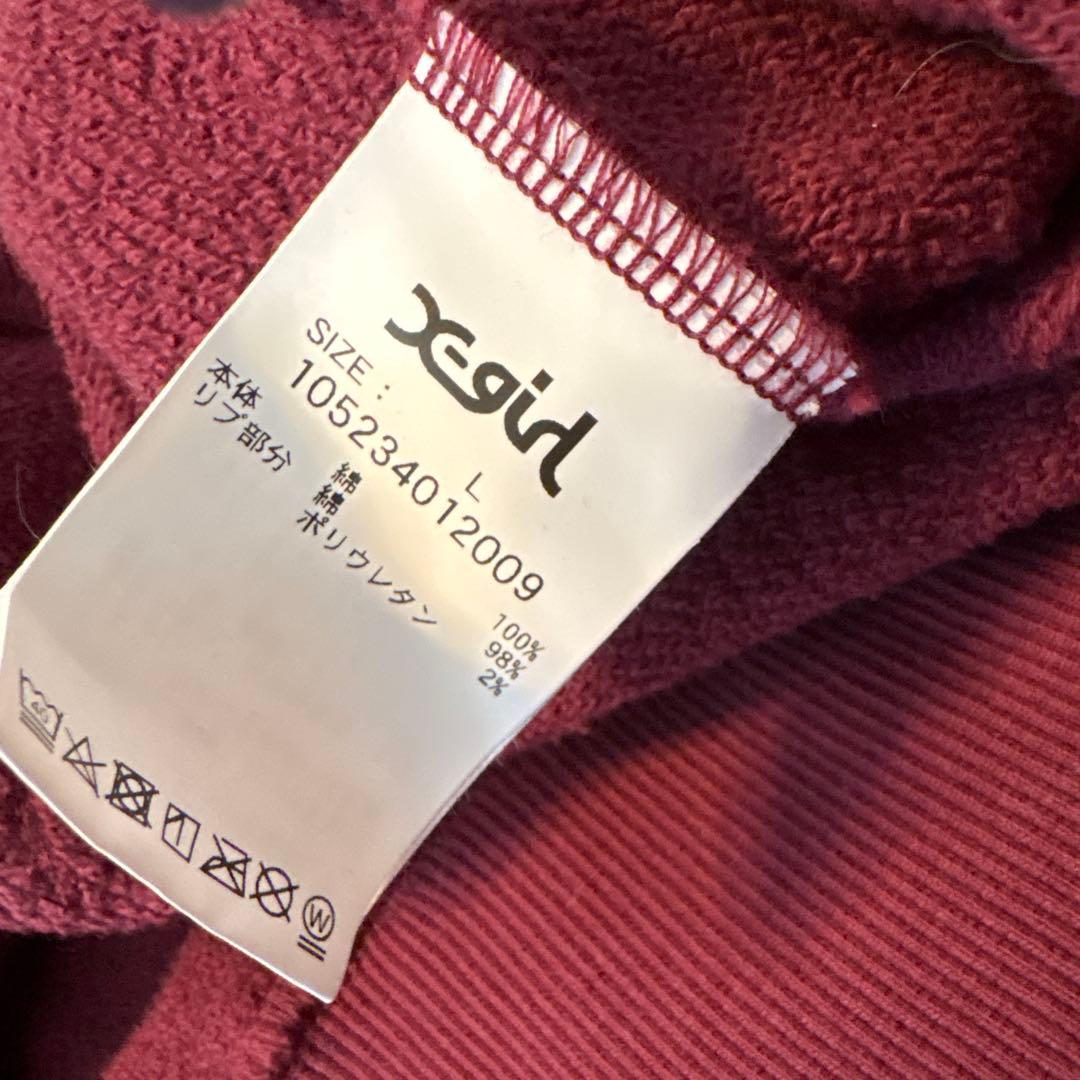 X-girl
SIZE : L
105234012009
本体 綿 100%
リブ部分 綿 98%
ポリウレタン 2%
40
W